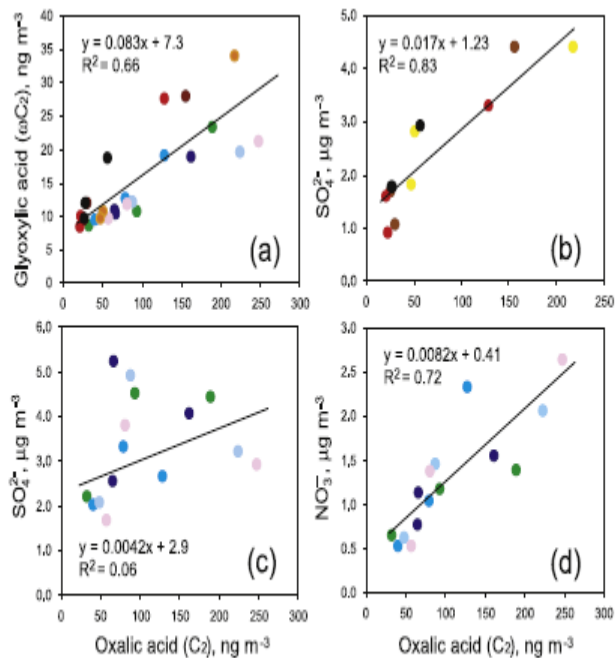 Glyoxylic acid (ωC₂), ng m⁻³
40
35
30
25
20
15
10
5
0
y = 0.083x + 7.3
R² = 0.66
(a)
0 50 100 150 200 250 300
SO₄²⁻, µg m⁻³
5.0
4,0
3,0
2,0
1,0
0,0
y = 0.017x + 1.23
R² = 0.83
(b)
0 50 100 150 200 250
SO₄²⁻, µg m⁻³
6,0
5,0
4,0
3,0
2,0
1,0
0,0
y = 0.0042x + 2.9
R² = 0.06
(c)
0 50 100 150 200 250 300
Oxalic acid (C₂), ng m⁻³
NO₃⁻, µg m⁻³
3.0
2.5
2.0
1.5
1.0
0.5
0.0
y = 0.0082x + 0.41
R² = 0.72
(d)
0 50 100 150 200 250 300
Oxalic acid (C₂), ng m⁻³